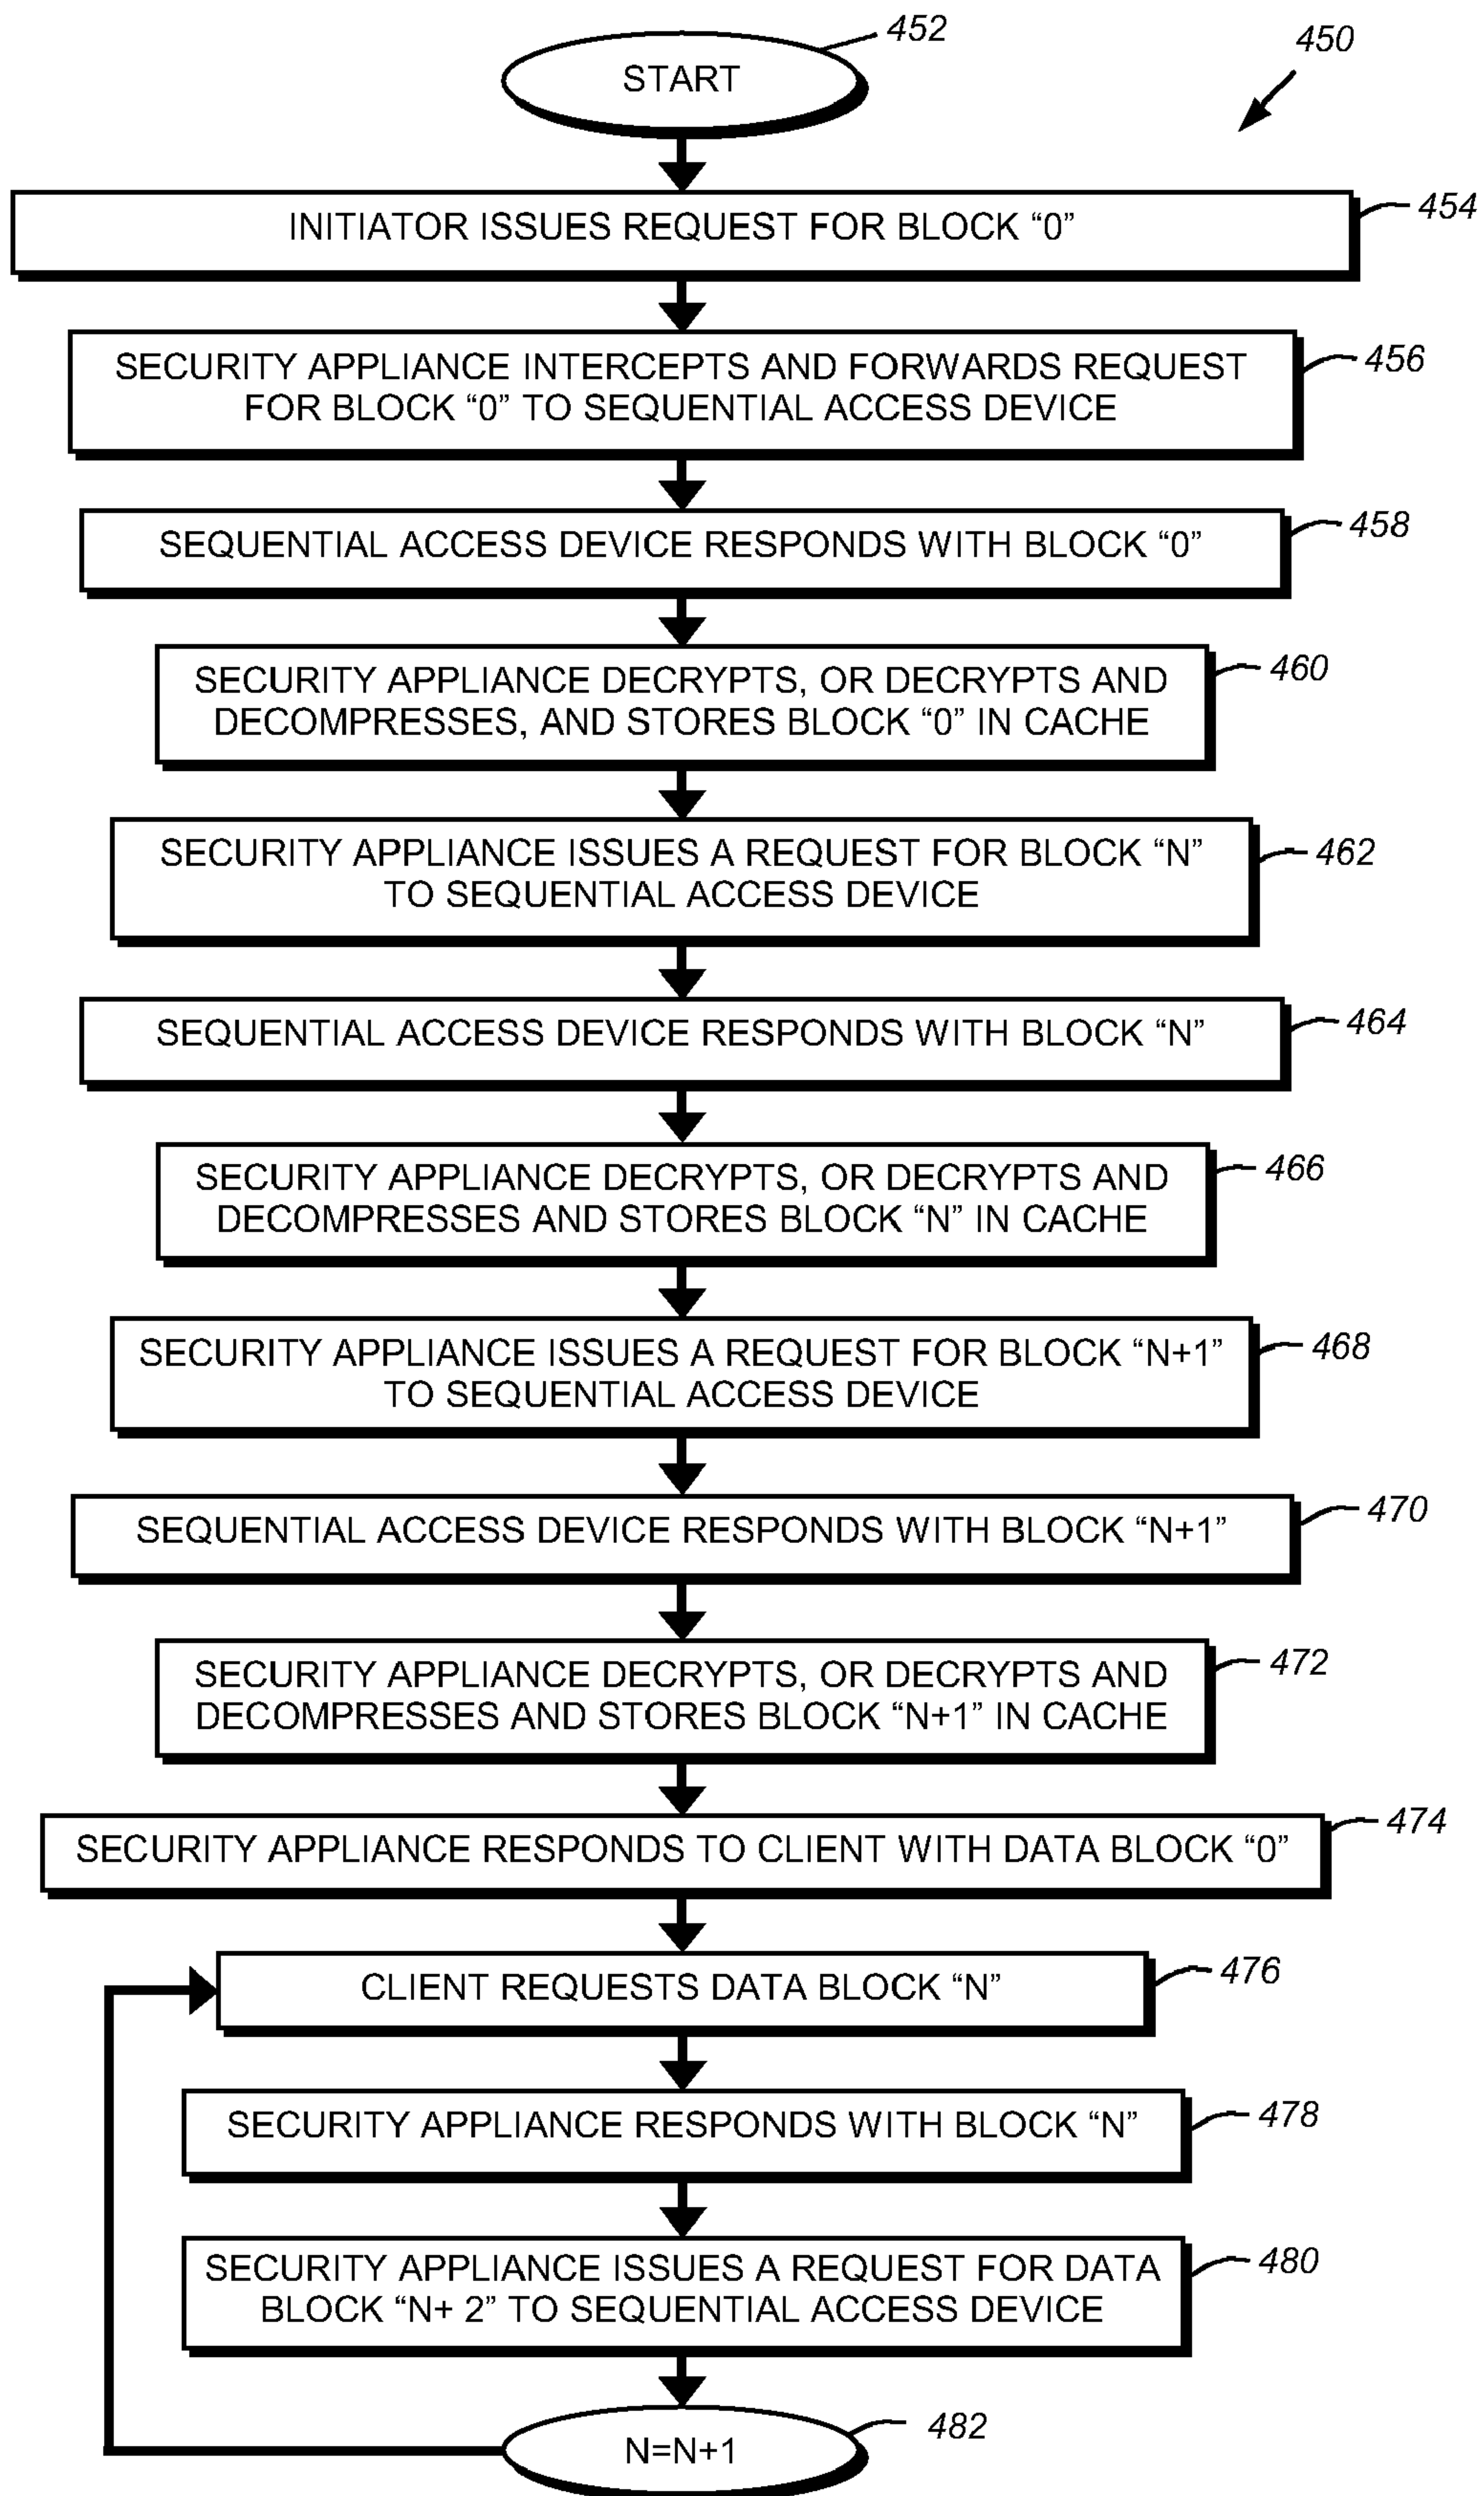 452
START
450
INITIATOR ISSUES REQUEST FOR BLOCK “0”
454
SECURITY APPLIANCE INTERCEPTS AND FORWARDS REQUEST
FOR BLOCK “0” TO SEQUENTIAL ACCESS DEVICE
456
SEQUENTIAL ACCESS DEVICE RESPONDS WITH BLOCK “0”
458
SECURITY APPLIANCE DECRYPTS, OR DECRYPTS AND
DECOMPRESSES, AND STORES BLOCK “0” IN CACHE
460
SECURITY APPLIANCE ISSUES A REQUEST FOR BLOCK “N”
TO SEQUENTIAL ACCESS DEVICE
462
SEQUENTIAL ACCESS DEVICE RESPONDS WITH BLOCK “N”
464
SECURITY APPLIANCE DECRYPTS, OR DECRYPTS AND
DECOMPRESSES AND STORES BLOCK “N” IN CACHE
466
SECURITY APPLIANCE ISSUES A REQUEST FOR BLOCK “N+1”
TO SEQUENTIAL ACCESS DEVICE
468
SEQUENTIAL ACCESS DEVICE RESPONDS WITH BLOCK “N+1”
470
SECURITY APPLIANCE DECRYPTS, OR DECRYPTS AND
DECOMPRESSES AND STORES BLOCK “N+1” IN CACHE
472
SECURITY APPLIANCE RESPONDS TO CLIENT WITH DATA BLOCK “0”
474
CLIENT REQUESTS DATA BLOCK “N”
476
SECURITY APPLIANCE RESPONDS WITH BLOCK “N”
478
SECURITY APPLIANCE ISSUES A REQUEST FOR DATA
BLOCK “N+ 2” TO SEQUENTIAL ACCESS DEVICE
480
N=N+1
482